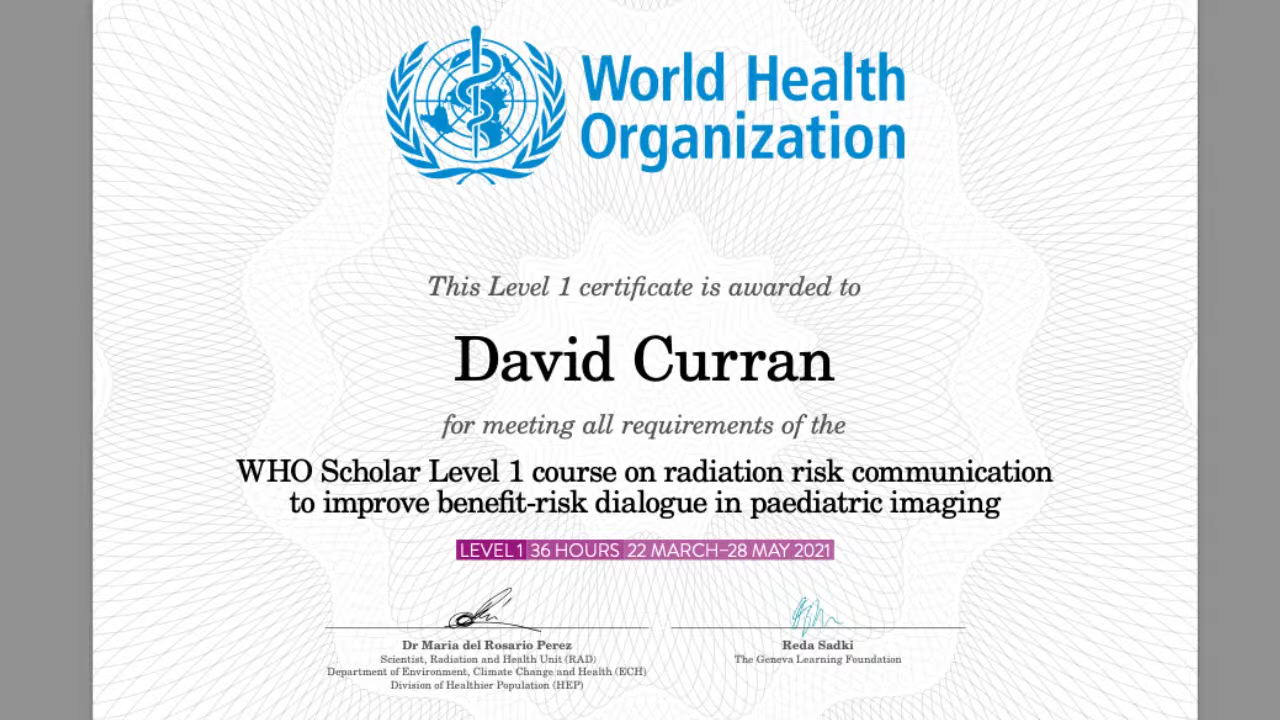 World Health
Organization
This Level 1 certificate is awarded to
David Curran
for meeting all requirements of the
WHO Scholar Level 1 course on radiation risk communication
to improve benefit-risk dialogue in paediatric imaging
LEVEL 1 36 HOURS 22 MARCH–28 MAY 2021
Dr Maria del Rosario Perez
Scientist, Radiation and Health Unit (RAD)
Department of Environment, Climate Change and Health (ECH)
Division of Healthier Population (HEP)
Reda Sadki
The Geneva Learning Foundation